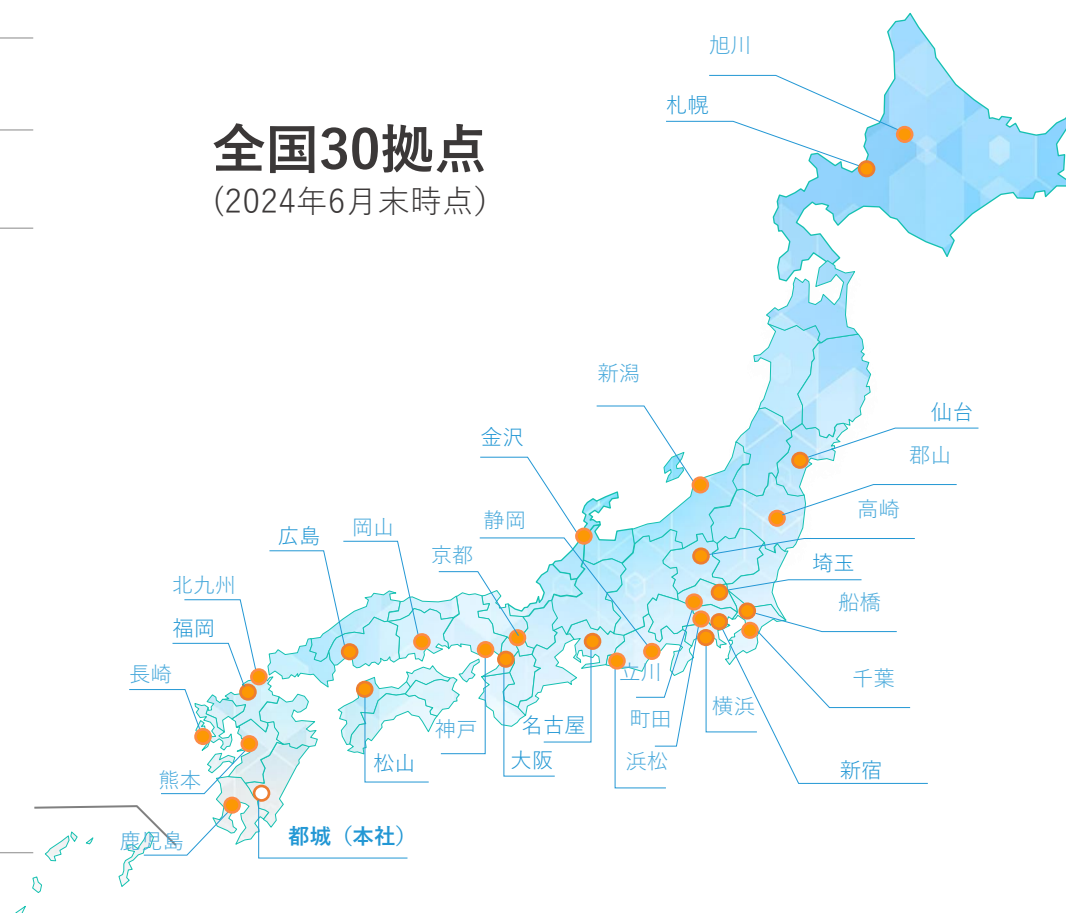 旭川
札幌
全国30拠点
(2024年6月末時点)
新潟
仙台
金沢
郡山
高崎
静岡
岡山
広島
京都
埼玉
北九州
船橋
福岡
長崎
立川
千葉
町田
横浜
名古屋
神戸
大阪
浜松
松山
新宿
熊本
都城（本社）
鹿児島